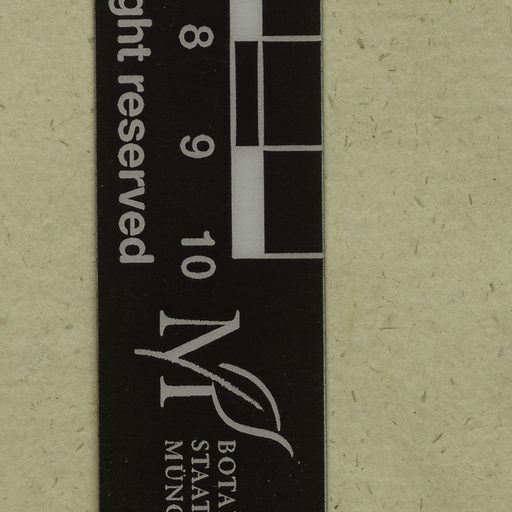 ght reserved
8
9
10
M
BOTA
STAAT
MÜNC